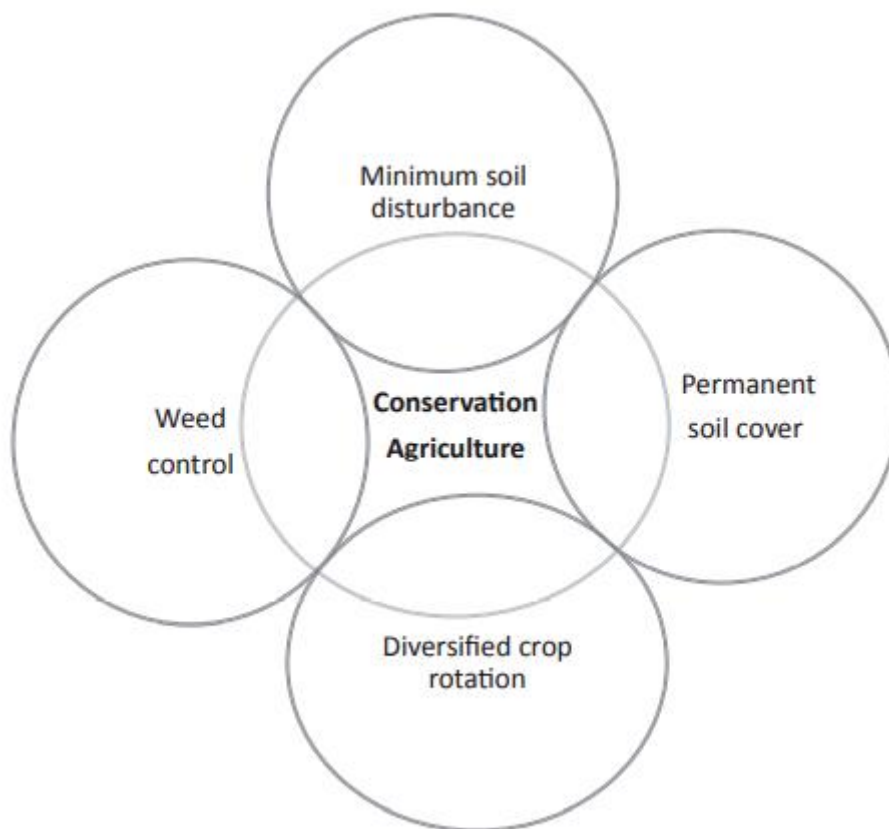 Minimum soil
disturbance
Permanent
soil cover
Conservation
Agriculture
Weed
control
Diversified crop
rotation